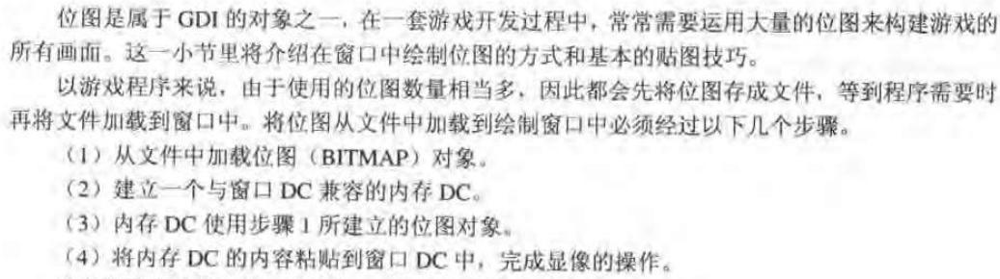 位图是属于 GDI 的对象之一，在一套游戏开发过程中，常常需要运用大量的位图来构建游戏的
所有画面。这一小节里将介绍在窗口中绘制位图的方式和基本的贴图技巧。
以游戏程序来说，由于使用的位图数量相当多，因此都会先将位图存成文件，等到程序需要时
再将文件加载到窗口中。将位图从文件中加载到绘制窗口中必须经过以下几个步骤。
（1）从文件中加载位图（BITMAP）对象。
（2）建立一个与窗口 DC 兼容的内存 DC。
（3）内存 DC 使用步骤 1 所建立的位图对象。
（4）将内存 DC 的内容粘贴到窗口 DC 中，完成显像的操作。